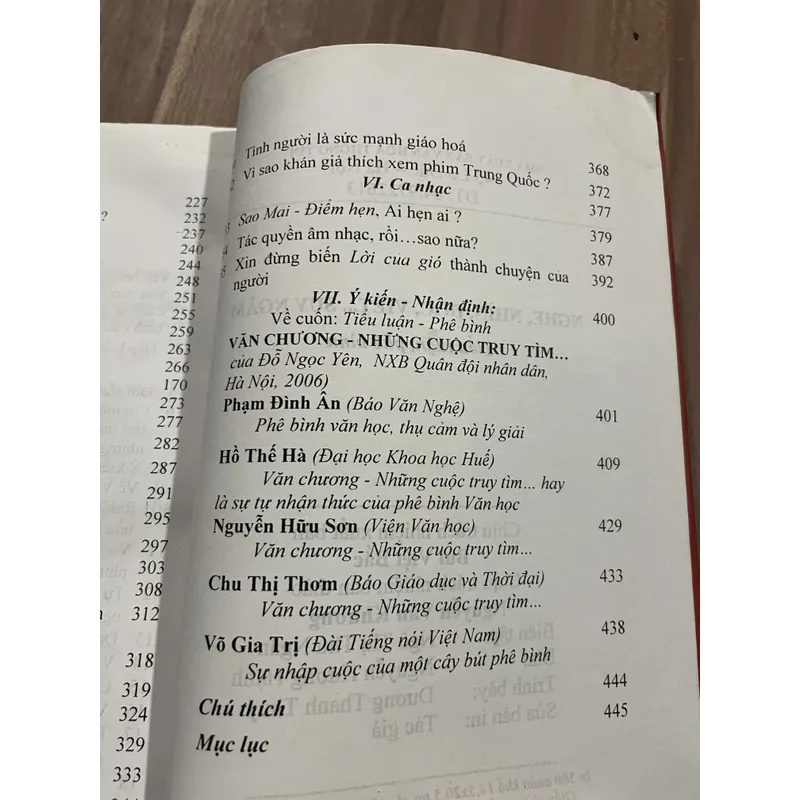 227
232
237
240
244
248
251
255
259
263
266
170
273
277
282
287
291
295
297
303
308
312
318
319
324
329
333
?
Tình người là sức mạnh giáo hoá 368
2 Vì sao khán giả thích xem phim Trung Quốc ? 372
VI. Ca nhạc 377
3 Sao Mai - Điểm hẹn, Ai hẹn ai ? 379
4 Tác quyền âm nhạc, rồi…sao nữa? 387
5 Xin đừng biến Lời của gió thành chuyện của 392
người
VII. Ý kiến - Nhận định:
Về cuốn: Tiểu luận - Phê bình 400
VĂN CHƯƠNG - NHỮNG CUỘC TRUY TÌM…
của Đỗ Ngọc Yên, NXB Quân đội nhân dân,
Hà Nội, 2006)
Phạm Đình Ân (Báo Văn Nghệ) 401
Phê bình văn học, thụ cảm và lý giải
Hồ Thế Hà (Đại học Khoa học Huế) 409
Văn chương - Những cuộc truy tìm… hay
là sự tự nhận thức của phê bình Văn học
Nguyễn Hữu Sơn (Viện Văn học) 429
Văn chương - Những cuộc truy tìm…
Chu Thị Thơm (Báo Giáo dục và Thời đại) 433
Văn chương - Những cuộc truy tìm…
Võ Gia Trị (Đài Tiếng nói Việt Nam) 438
Sự nhập cuộc của một cây bút phê bình
Chú thích 444
Mục lục 445